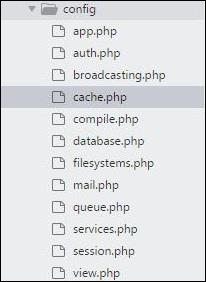 config
app.php
auth.php
broadcasting.php
cache.php
compile.php
database.php
filesystems.php
mail.php
queue.php
services.php
session.php
view.php